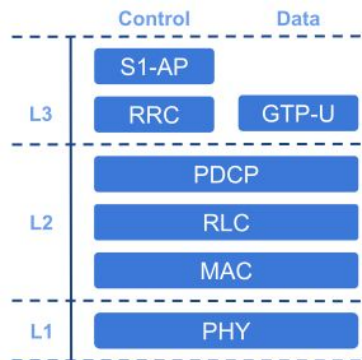 Control Data
S1-AP
L3 RRC GTP-U
PDCP
L2 RLC
MAC
L1 PHY